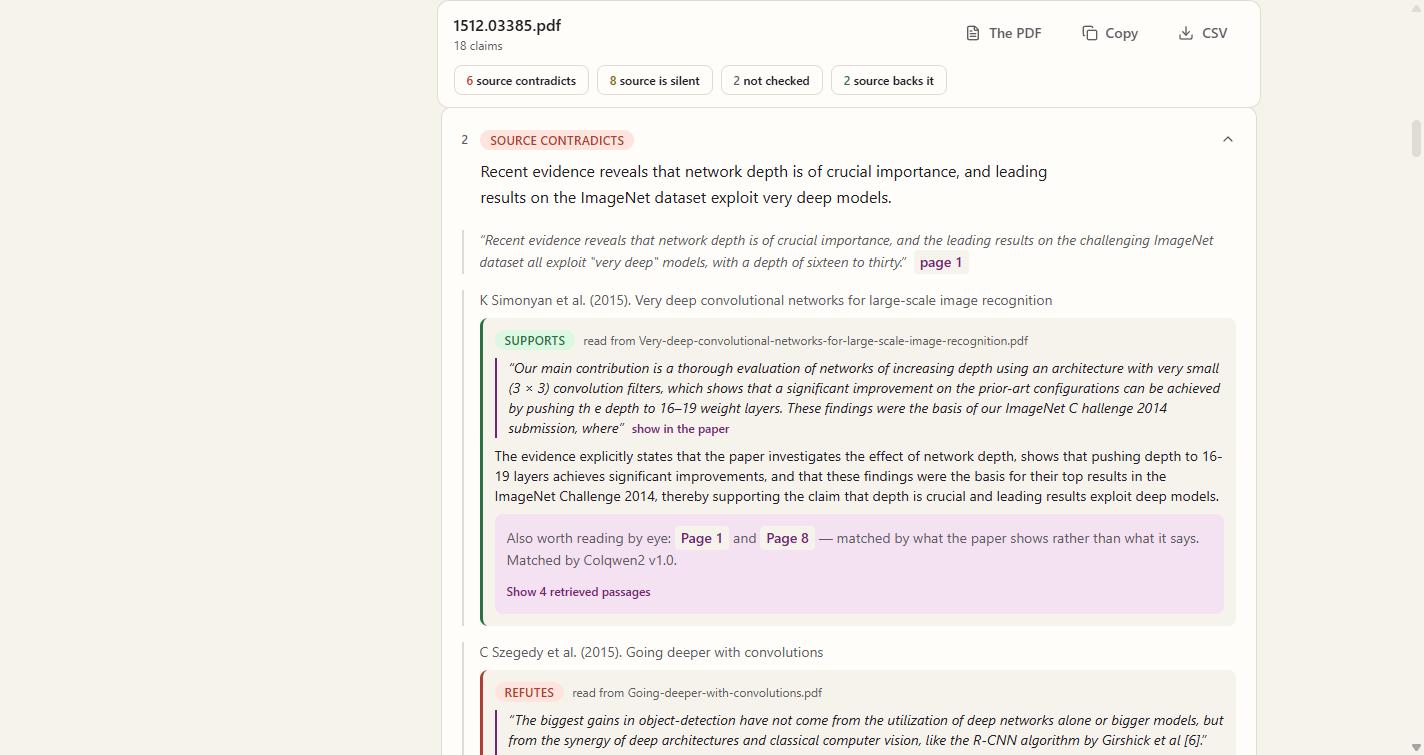 1512.03385.pdf
18 claims
The PDF
Copy
CSV
6 source contradicts
8 source is silent
2 not checked
2 source backs it
2 SOURCE CONTRADICTS
Recent evidence reveals that network depth is of crucial importance, and leading
results on the ImageNet dataset exploit very deep models.
“Recent evidence reveals that network depth is of crucial importance, and the leading results on the challenging ImageNet
dataset all exploit "very deep" models, with a depth of sixteen to thirty.” page 1
K Simonyan et al. (2015). Very deep convolutional networks for large-scale image recognition
SUPPORTS read from Very-deep-convolutional-networks-for-large-scale-image-recognition.pdf
“Our main contribution is a thorough evaluation of networks of increasing depth using an architecture with very small
(3 × 3) convolution filters, which shows that a significant improvement on the prior-art configurations can be achieved
by pushing th e depth to 16–19 weight layers. These findings were the basis of our ImageNet C hallenge 2014
submission, where” show in the paper
The evidence explicitly states that the paper investigates the effect of network depth, shows that pushing depth to 16-
19 layers achieves significant improvements, and that these findings were the basis for their top results in the
ImageNet Challenge 2014, thereby supporting the claim that depth is crucial and leading results exploit deep models.
Also worth reading by eye: Page 1 and Page 8 — matched by what the paper shows rather than what it says.
Matched by Colqwen2 v1.0.
Show 4 retrieved passages
C Szegedy et al. (2015). Going deeper with convolutions
REFUTES read from Going-deeper-with-convolutions.pdf
“The biggest gains in object-detection have not come from the utilization of deep networks alone or bigger models, but
from the synergy of deep architectures and classical computer vision, like the R-CNN algorithm by Girshick et al [6].”